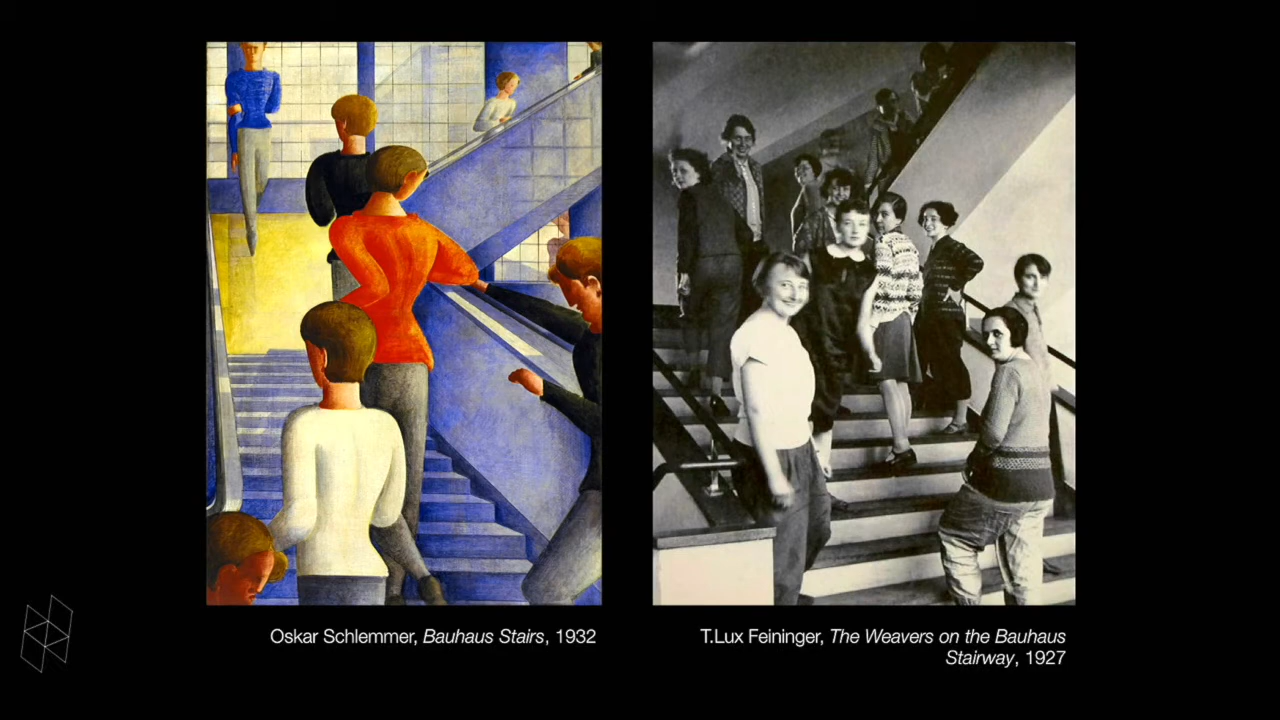 Oskar Schlemmer, Bauhaus Stairs, 1932
T.Lux Feininger, The Weavers on the Bauhaus
Stairway, 1927